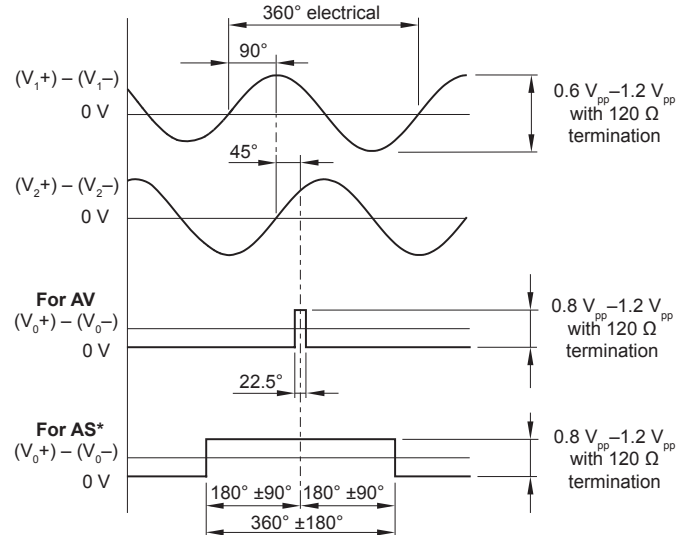 360° electrical
90°
(V₁+) – (V₁–)
0 V
0.6 Vpp–1.2 Vpp
with 120 Ω
termination
45°
(V₂+) – (V₂–)
0 V
For AV
(V₀+) – (V₀–)
0 V
0.8 Vpp–1.2 Vpp
with 120 Ω
termination
22.5°
For AS*
(V₀+) – (V₀–)
0 V
0.8 Vpp–1.2 Vpp
with 120 Ω
termination
180° ±90° 180° ±90°
360° ±180°